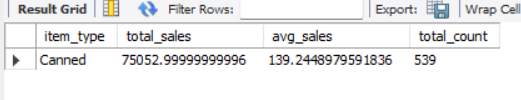 Result Grid Filter Rows: Export: Wrap Cell
item_type total_sales avg_sales total_count
Canned 75052.99999999996 139.2448979591836 539